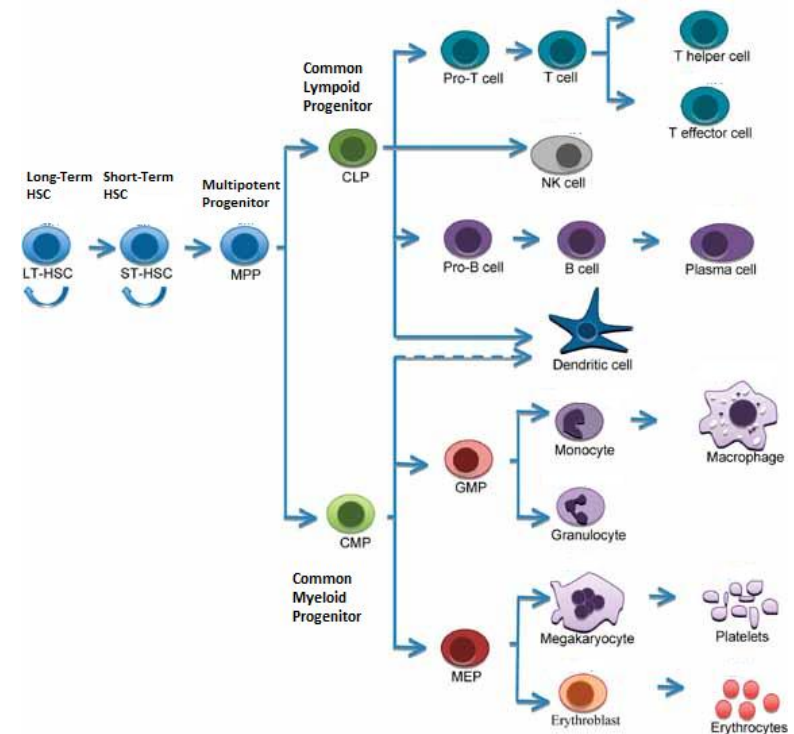 Common
Lympoid
Progenitor
Pro-T cell
T cell
T helper cell
T effector cell
CLP
NK cell
Long-Term
HSC
Short-Term
HSC
Multipotent
Progenitor
LT-HSC
ST-HSC
MPP
Pro-B cell
B cell
Plasma cell
Dendritic cell
Monocyte
Macrophage
GMP
Granulocyte
CMP
Common
Myeloid
Progenitor
Megakaryocyte
Platelets
MEP
Erythroblast
Erythrocytes